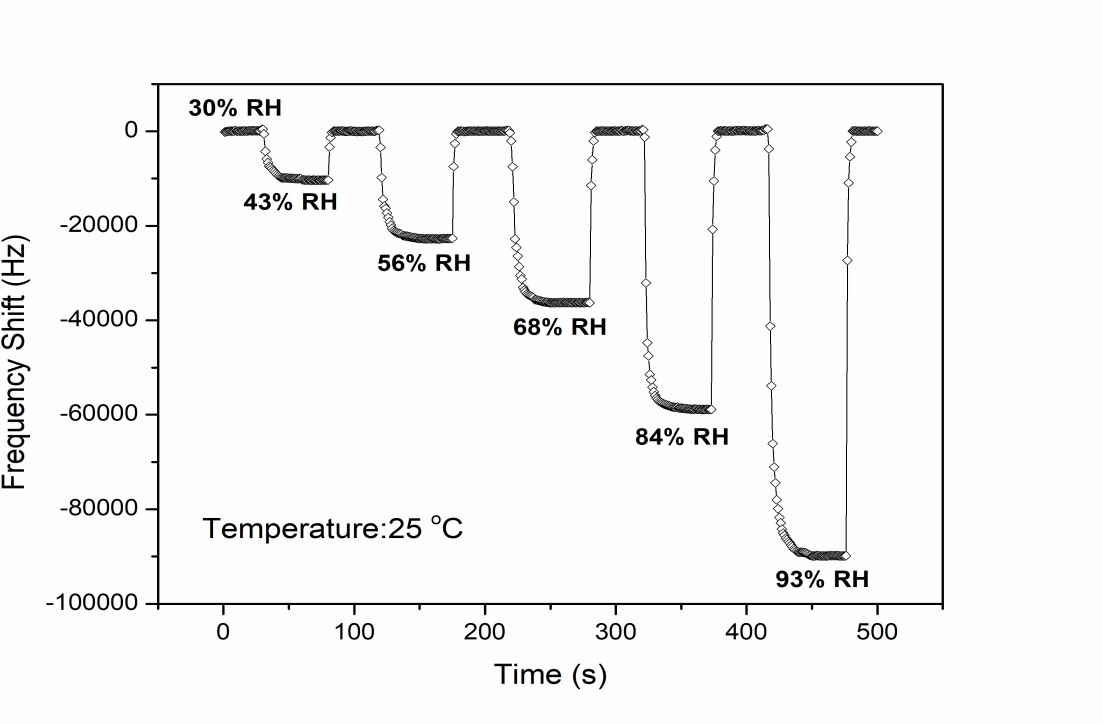 30% RH
0
43% RH
-20000
56% RH
-40000
68% RH
-60000
84% RH
-80000
Temperature:25 °C
93% RH
-100000
0 100 200 300 400 500
Time (s)
Frequency Shift (Hz)